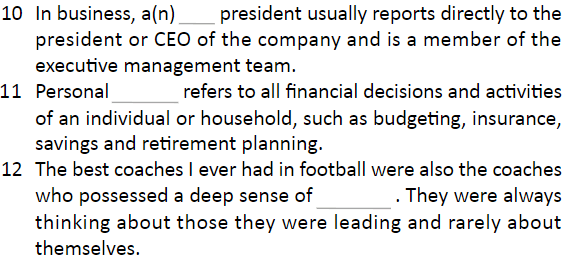 10 In business, a(n) ____ president usually reports directly to the
president or CEO of the company and is a member of the
executive management team.
11 Personal ________ refers to all financial decisions and activities
of an individual or household, such as budgeting, insurance,
savings and retirement planning.
12 The best coaches I ever had in football were also the coaches
who possessed a deep sense of ________ . They were always
thinking about those they were leading and rarely about
themselves.